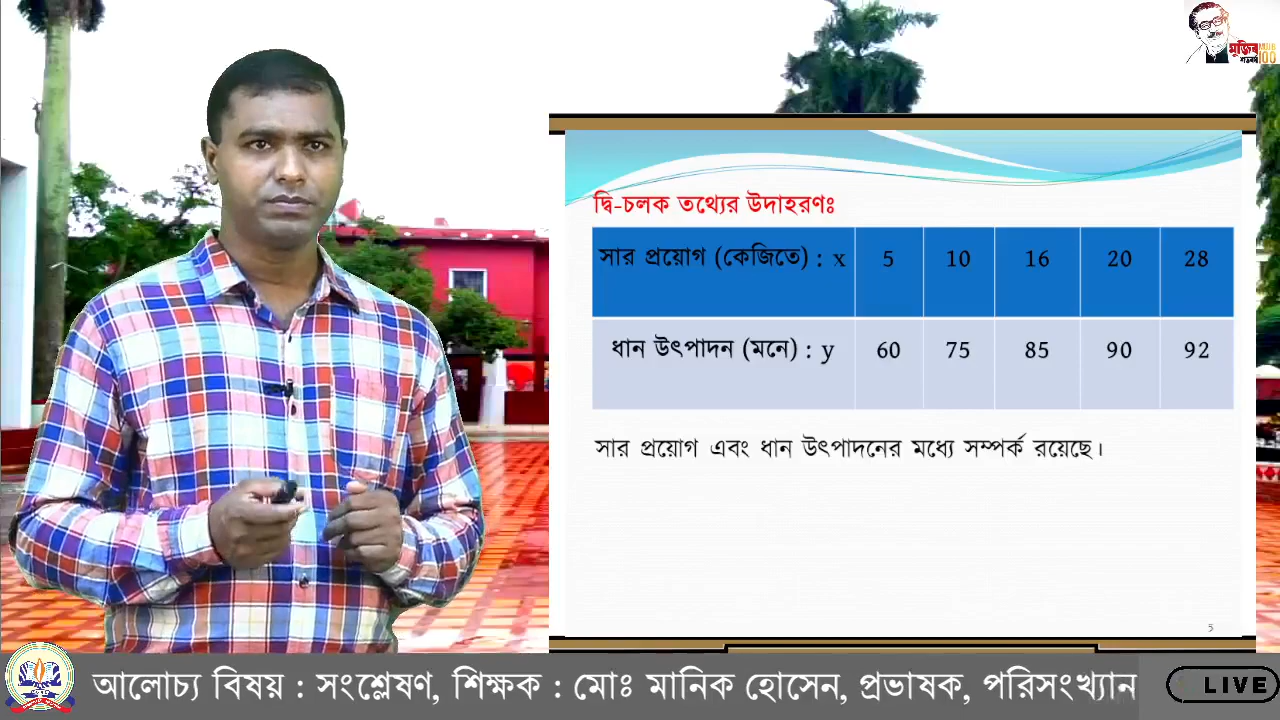 মুজিব
100
দ্বি-চলক তথ্যের উদাহরণঃ
সার প্রয়োগ (কেজিতে) : x 5 10 16 20 28
ধান উৎপাদন (মনে) : y 60 75 85 90 92
সার প্রয়োগ এবং ধান উৎপাদনের মধ্যে সম্পর্ক রয়েছে।
5
আলোচ্য বিষয় : সংশ্লেষণ, শিক্ষক : মোঃ মানিক হোসেন, প্রভাষক, পরিসংখ্যান
LIVE